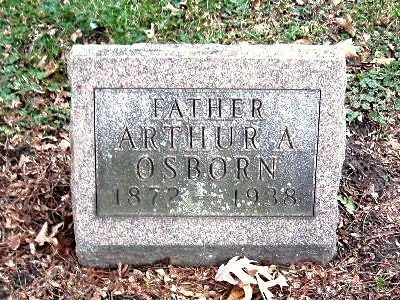 FATHER
ARTHUR A
OSBORN
1872 — 1938